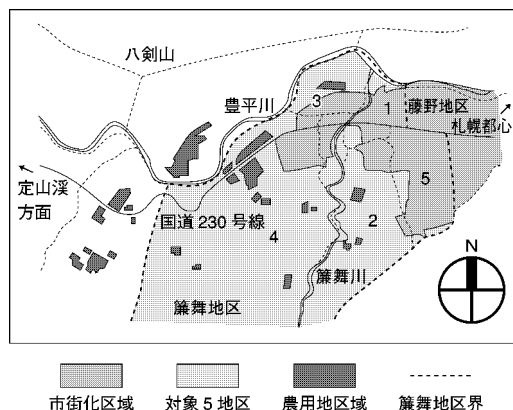 八剣山
豊平川
3
1
藤野地区
札幌都心
定山渓
方面
5
国道230号線
2
4
簾舞川
簾舞地区
N
市街化区域
対象5地区
農用地区域
簾舞地区界